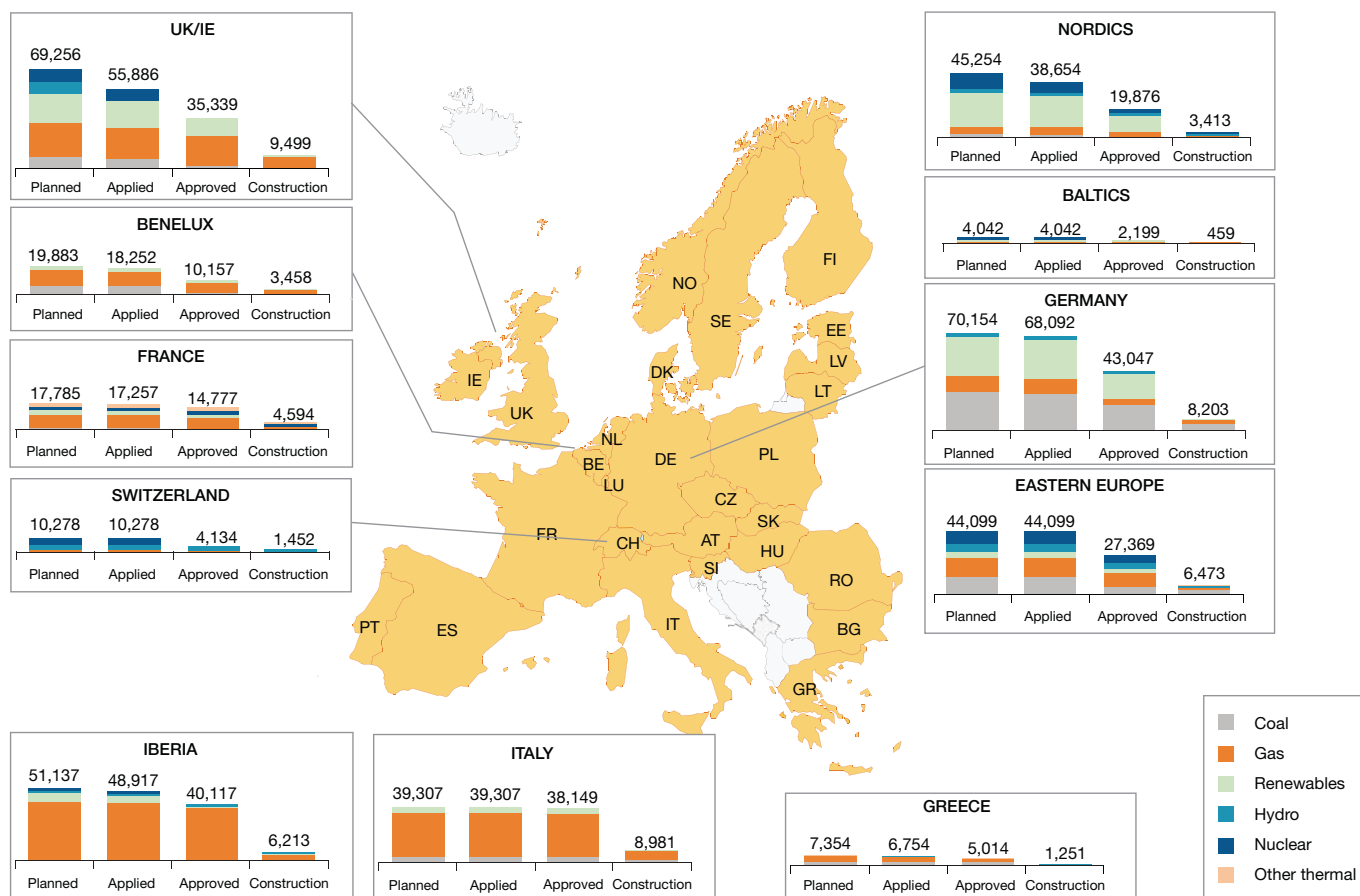 UK/IE
69,256
55,886
35,339
9,499
Planned Applied Approved Construction
BENELUX
19,883 18,252 10,157 3,458
Planned Applied Approved Construction
FRANCE
17,785 17,257 14,777 4,594
Planned Applied Approved Construction
SWITZERLAND
10,278 10,278 4,134 1,452
Planned Applied Approved Construction
NORDICS
45,254 38,654
19,876
3,413
Planned Applied Approved Construction
BALTICS
4,042 4,042 2,199 459
Planned Applied Approved Construction
GERMANY
70,154 68,092
43,047
8,203
Planned Applied Approved Construction
EASTERN EUROPE
44,099 44,099
27,369
6,473
Planned Applied Approved Construction
NO
FI
SE
EE
LV
LT
DK
IE
UK
NL
BE
LU
DE
PL
CZ
SK
FR
CH
AT
HU
SI
RO
BG
IT
PT
ES
GR
IBERIA
51,137 48,917 40,117
6,213
Planned Applied Approved Construction
ITALY
39,307 39,307 38,149
8,981
Planned Applied Approved Construction
GREECE
7,354 6,754 5,014 1,251
Planned Applied Approved Construction
Coal
Gas
Renewables
Hydro
Nuclear
Other thermal